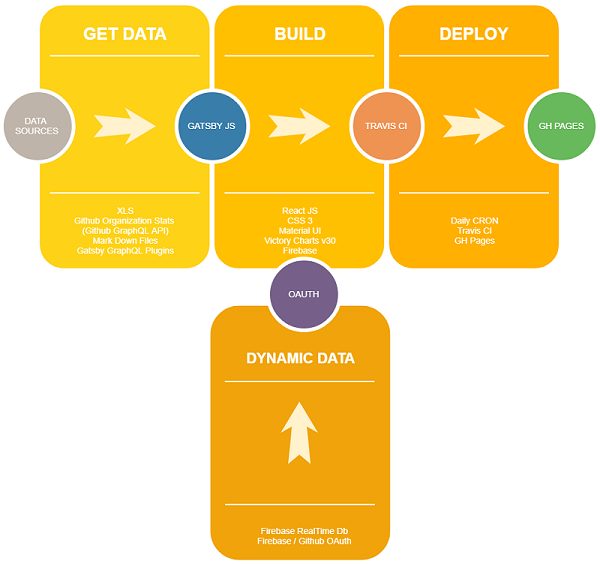 GET DATA
BUILD
DEPLOY
DATA
SOURCES
GATSBY JS
TRAVIS CI
GH PAGES
XLS
Github Organization Stats
(Github GraphQL API)
Mark Down Files
Gatsby GraphQL Plugins
React JS
CSS 3
Material UI
Victory Charts v30
Firebase
Daily CRON
Travis CI
GH Pages
OAUTH
DYNAMIC DATA
Firebase RealTime Db
Firebase / Github OAuth